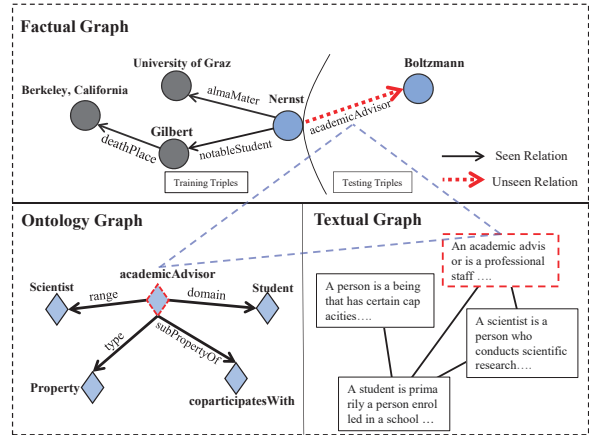 Factual Graph
University of Graz
Boltzmann
Berkeley, California
almaMater
Nernst
academicAdvisor
Gilbert
deathPlace
notableStudent
Seen Relation
Training Triples
Testing Triples
Unseen Relation
Ontology Graph
Textual Graph
academicAdvisor
Scientist
range
domain
Student
type
subPropertyOf
Property
coparticipatesWith
An academic advis
or is a professional
staff ….
A person is a being
that has certain cap
acities….
A scientist is a
person who
conducts scientific
research….
A student is prima
rily a person enrol
led in a school …